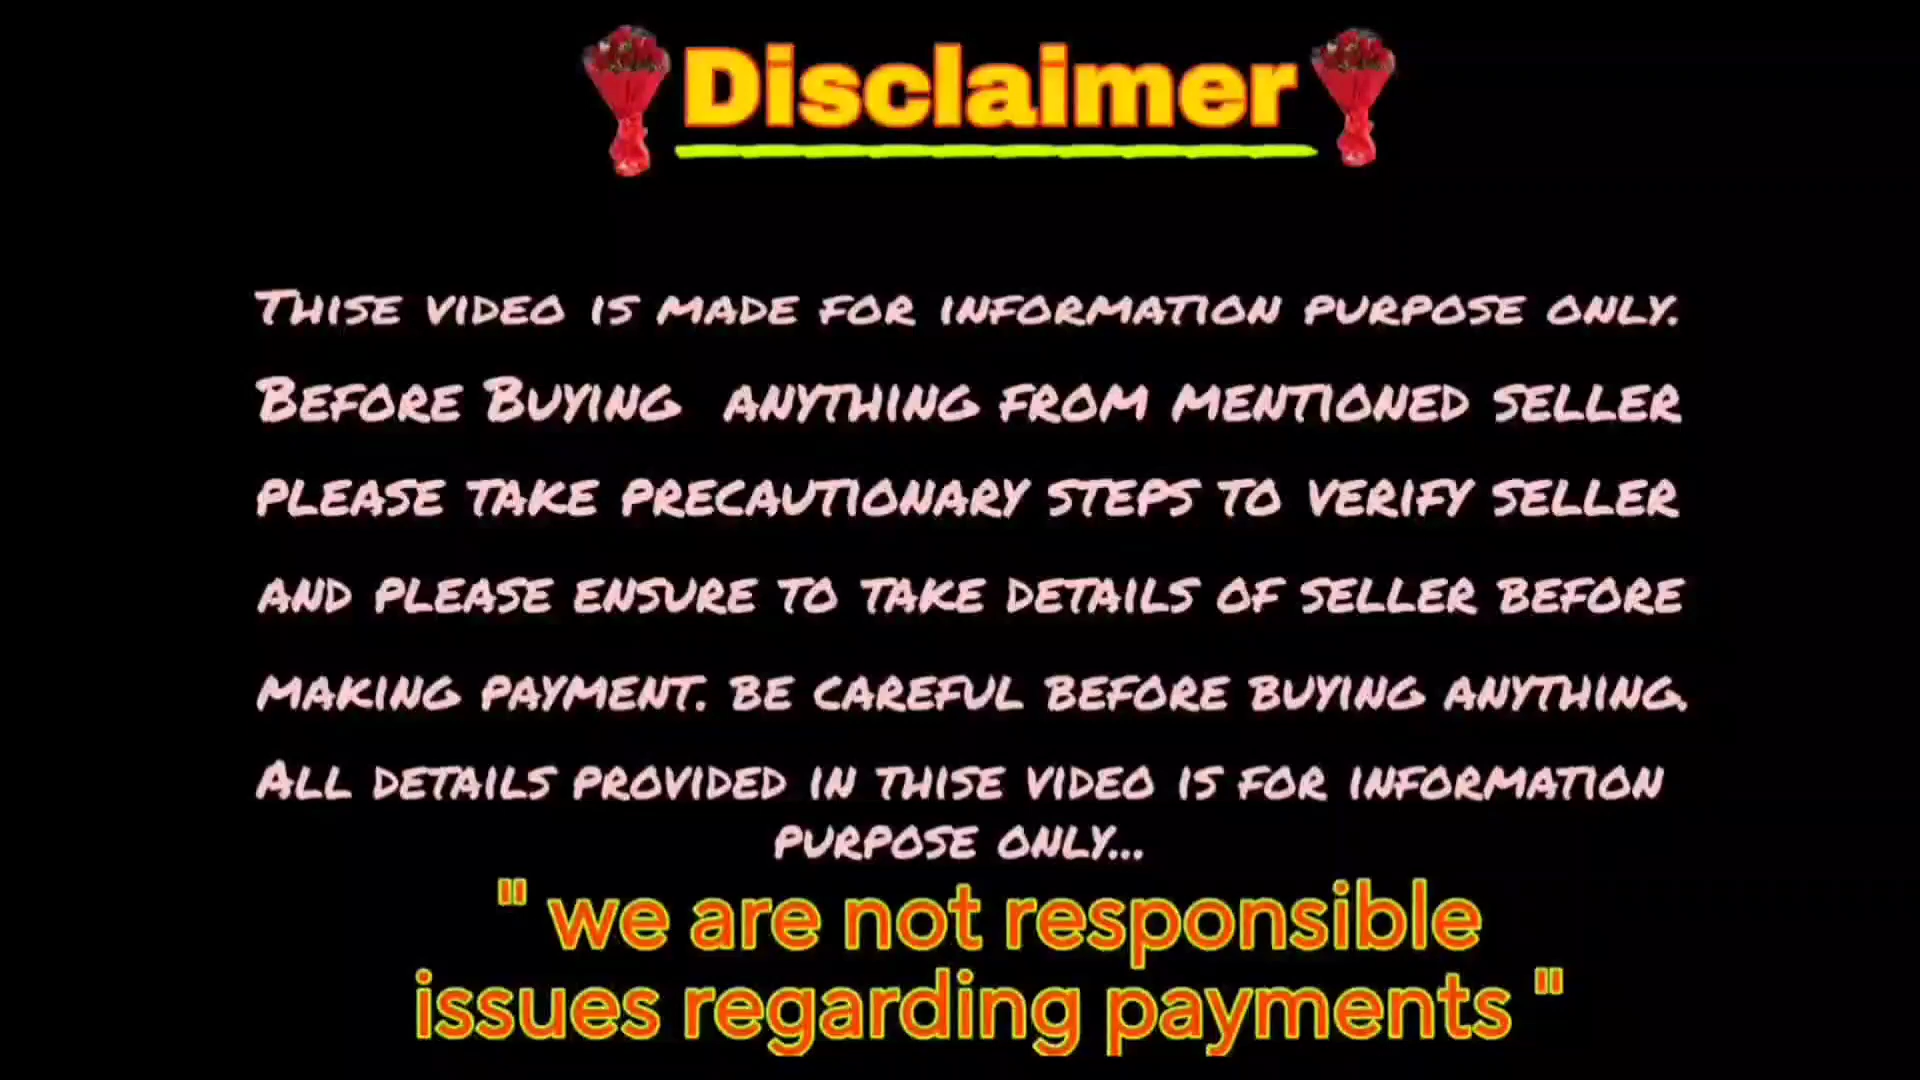 Disclaimer
Thise video is made for information purpose only.
Before Buying anything from mentioned seller
please take precautionary steps to verify seller
and please ensure to take details of seller before
making payment. be careful before buying anything.
All details provided in thise video is for information
purpose only...
" we are not responsible
issues regarding payments "